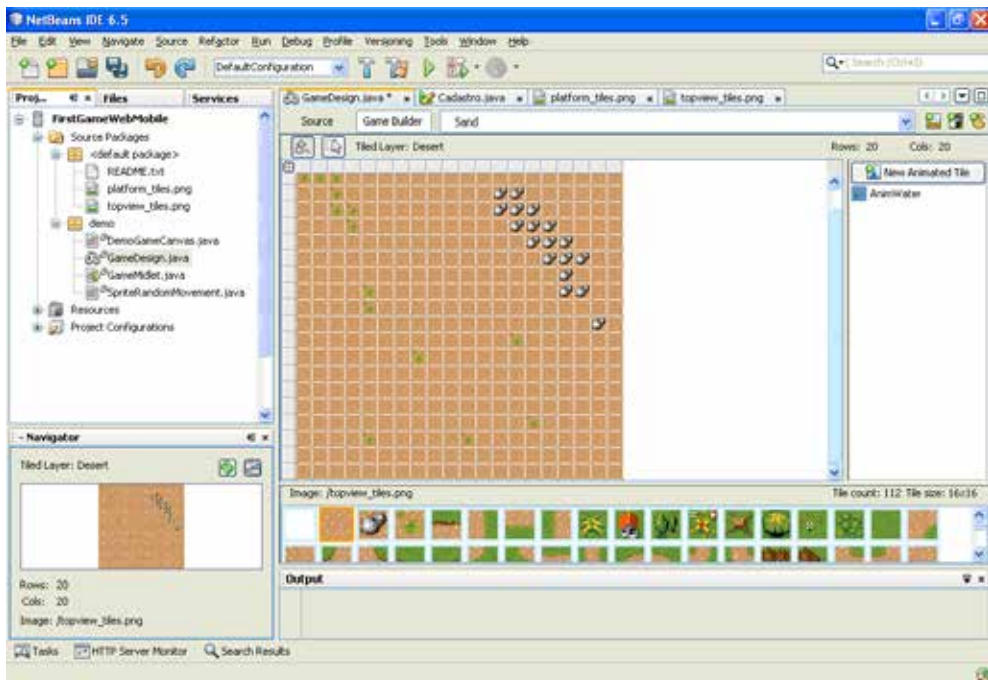 NetBeans IDE 6.5
File Edit View Navigate Source Refactor Run Debug Profile Versioning Tools Window Help
DefaultConfiguration
Search (Ctrl+I)
Proj... Files Services
GameDesign.java * Cadastro.java platform_tiles.png topview_tiles.png
Source Game Builder Sand
Tiled Layer: Desert Rows: 20 Cols: 20
New Animated Tile
AnimWater
FirstGameWebMobile
Source Packages
<default package>
README.txt
platform_tiles.png
topview_tiles.png
demo
DemoGameCanvas.java
GameDesign.java
GameMidlet.java
SpriteRandomMovement.java
Resources
Project Configurations
- Navigator
Tiled Layer: Desert
Rows: 20
Cols: 20
Image: /topview_tiles.png
Image: /topview_tiles.png Tile count: 112 Tile size: 16x16
Output
Tasks HTTP Server Monitor Search Results